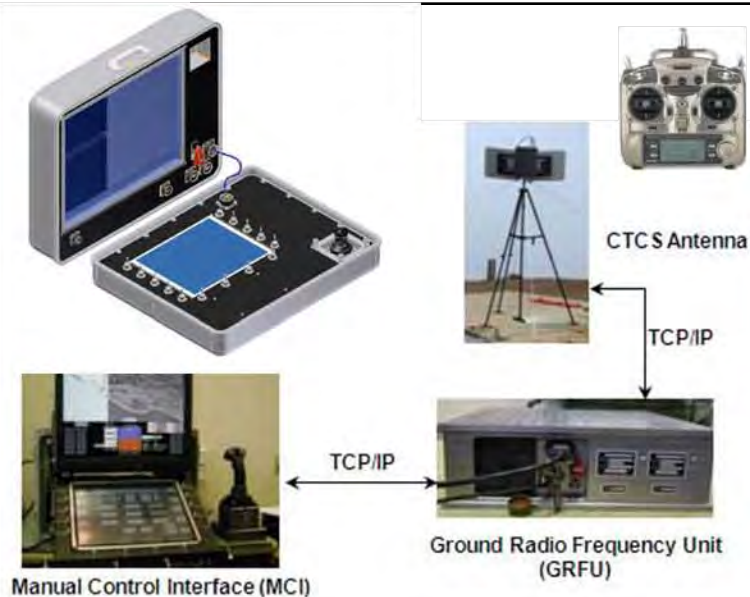 CTCS Antenna
TCP/IP
TCP/IP
Ground Radio Frequency Unit
(GRFU)
Manual Control Interface (MCI)